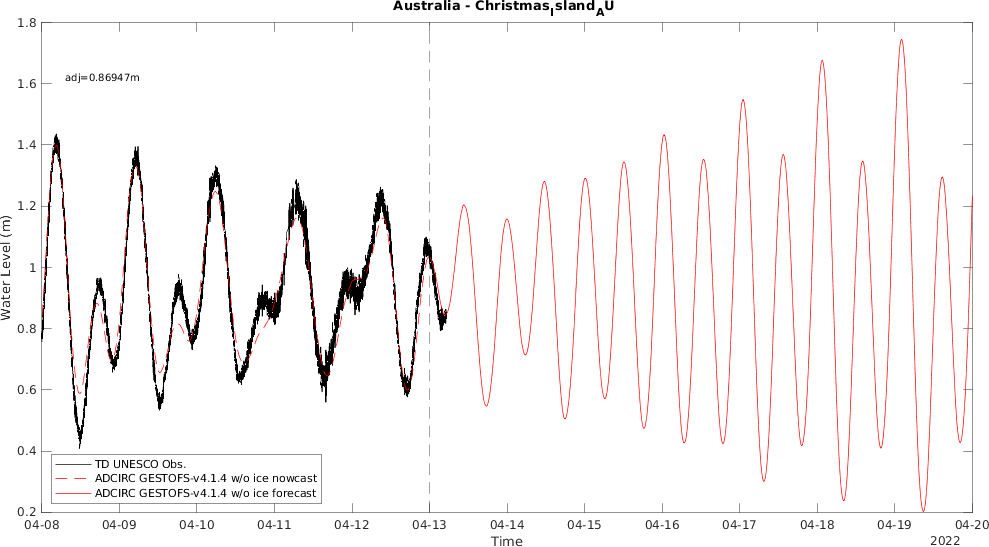 Australia - Christmas_Island_AU
1.8
1.6
1.4
1.2
1
0.8
0.6
0.4
0.2
Water Level (m)
adj=0.86947m
TD UNESCO Obs.
ADCIRC GESTOFS-v4.1.4 w/o ice nowcast
ADCIRC GESTOFS-v4.1.4 w/o ice forecast
04-08 04-09 04-10 04-11 04-12 04-13 04-14 04-15 04-16 04-17 04-18 04-19 04-20
Time
2022